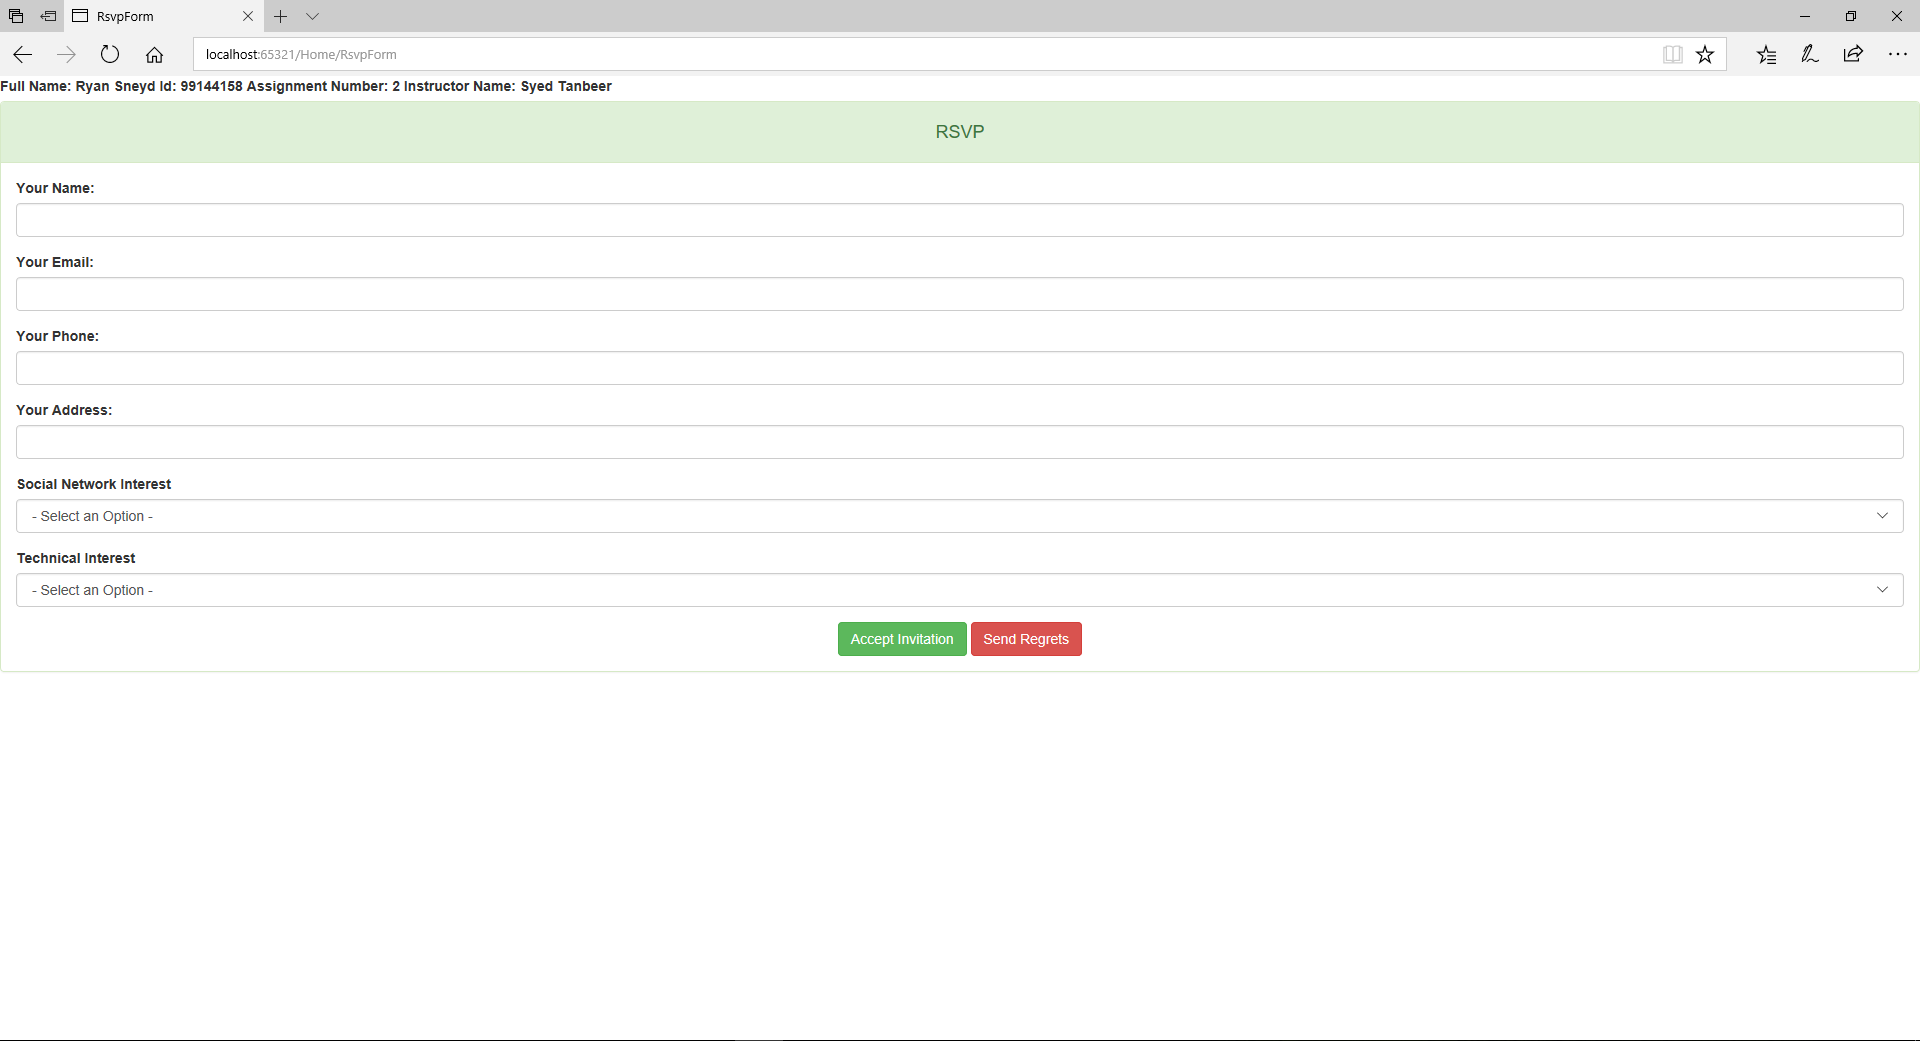 RsvpForm
localhost:65321/Home/RsvpForm
Full Name: Ryan Sneyd Id: 99144158 Assignment Number: 2 Instructor Name: Syed Tanbeer
RSVP
Your Name:
Your Email:
Your Phone:
Your Address:
Social Network Interest
- Select an Option -
Technical Interest
- Select an Option -
Accept Invitation Send Regrets